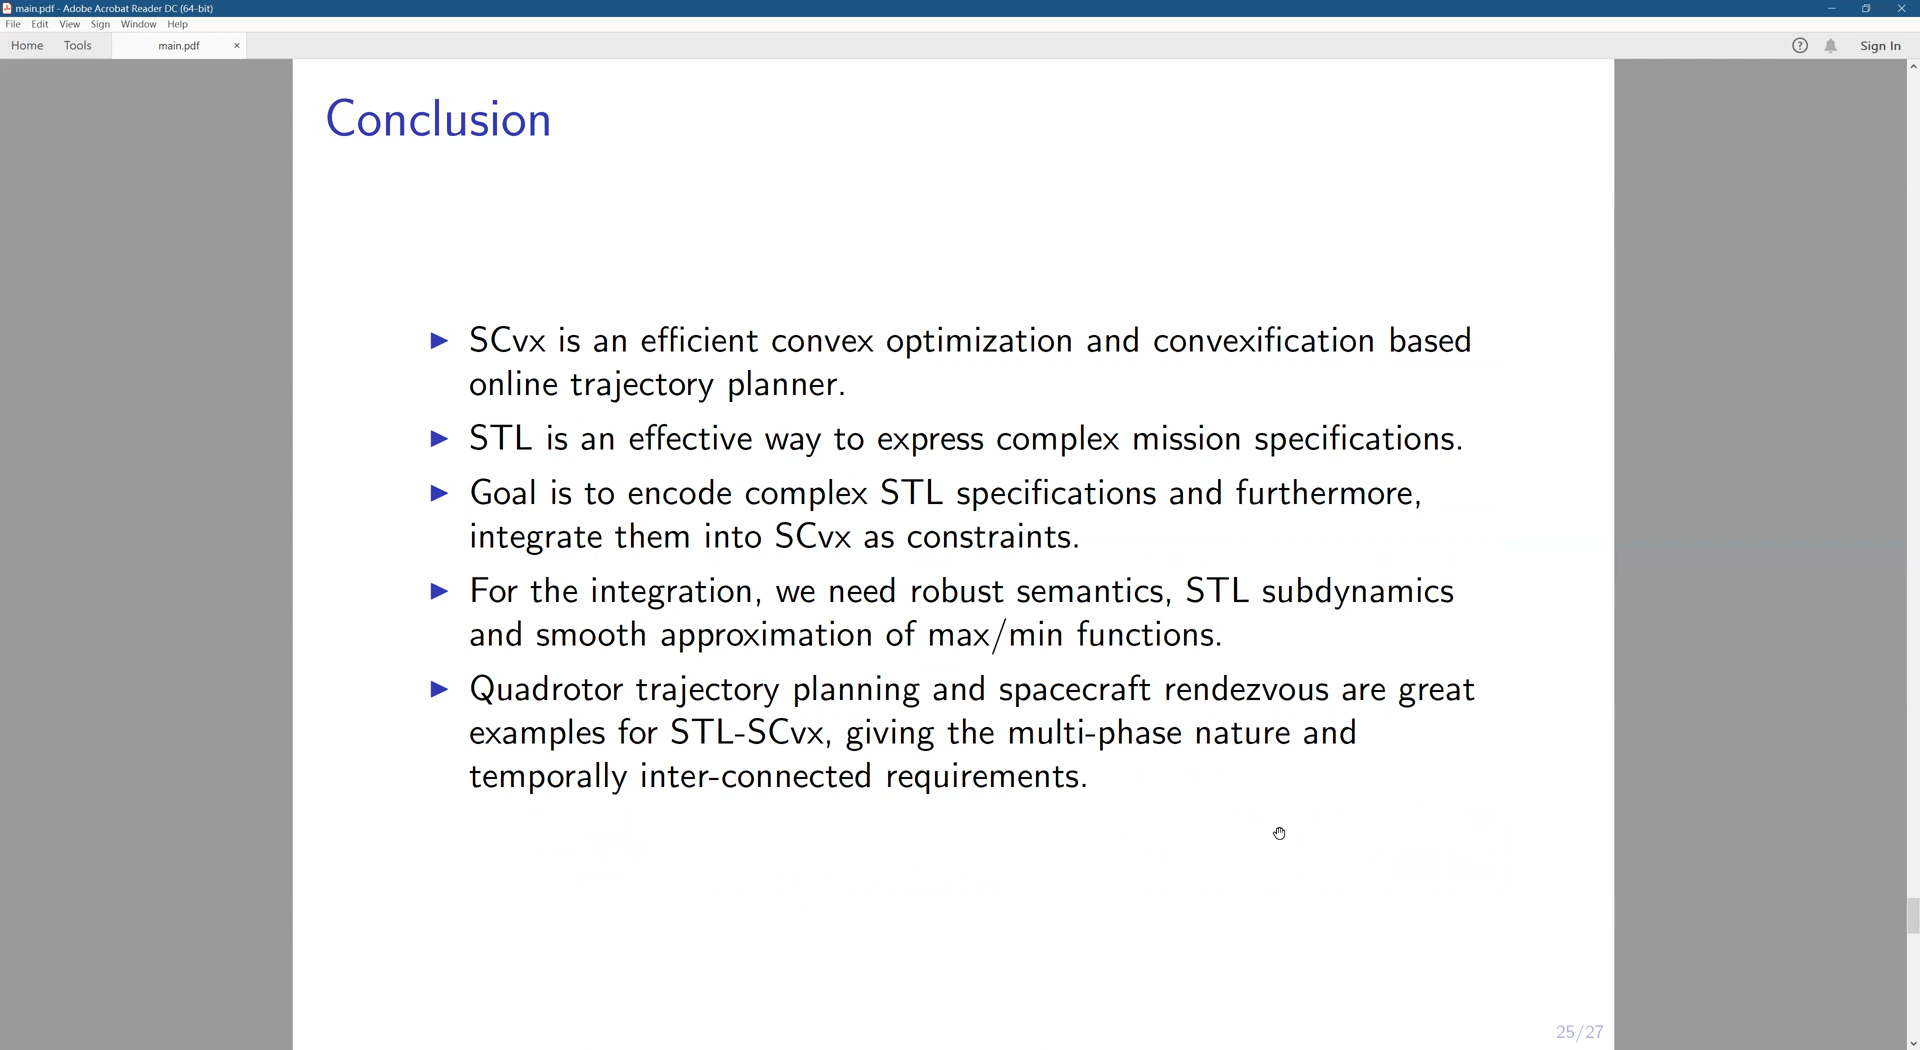 main.pdf - Adobe Acrobat Reader DC (64-bit)
File Edit View Sign Window Help
Home Tools main.pdf × ? Sign In
Conclusion
▶ SCvx is an efficient convex optimization and convexification based
online trajectory planner.
▶ STL is an effective way to express complex mission specifications.
▶ Goal is to encode complex STL specifications and furthermore,
integrate them into SCvx as constraints.
▶ For the integration, we need robust semantics, STL subdynamics
and smooth approximation of max/min functions.
▶ Quadrotor trajectory planning and spacecraft rendezvous are great
examples for STL-SCvx, giving the multi-phase nature and
temporally inter-connected requirements.
25/27